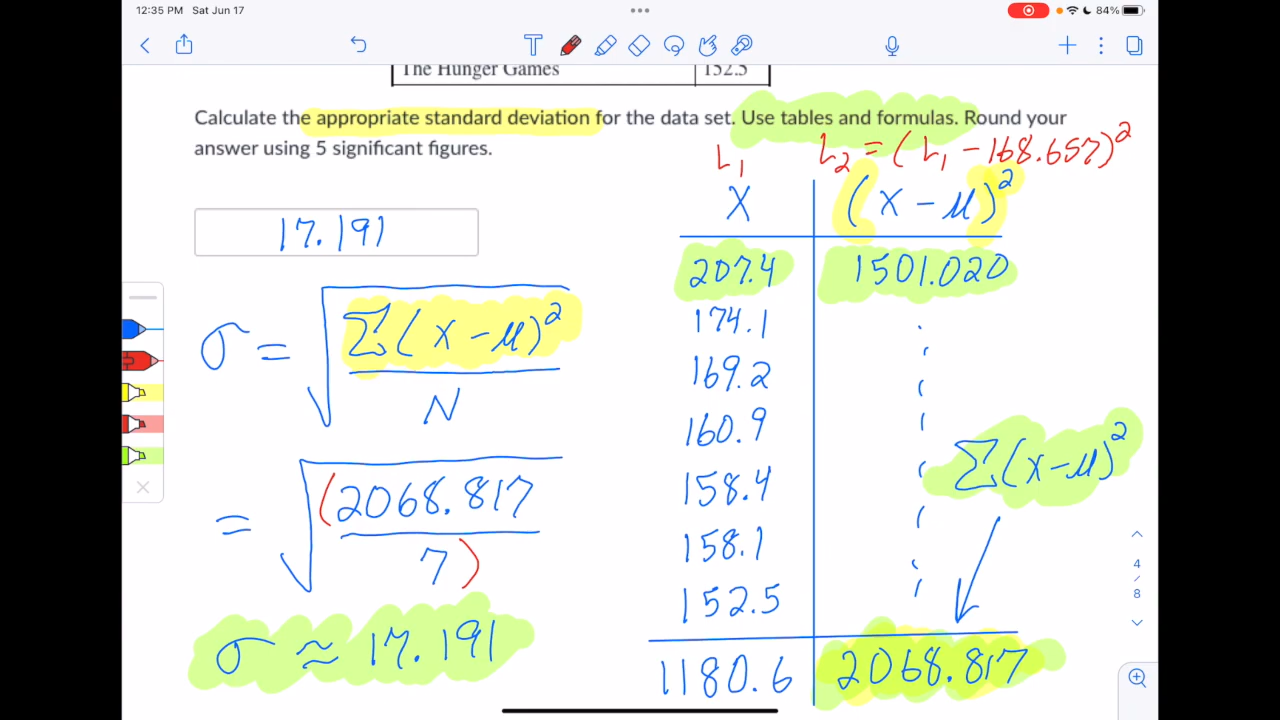 12:35 PM Sat Jun 17
84%
The Hunger Games 152.5
Calculate the appropriate standard deviation for the data set. Use tables and formulas. Round your
answer using 5 significant figures.
L₁ L₂ = (L₁ - 168.657)²
X (x - μ)²
17.191
207.4 1501.020
σ = √(Σ(x - μ)² / N)
174.1
169.2
160.9
158.4
Σ(x - μ)²
= √((2068.817 / 7))
158.1
152.5
σ ≈ 17.191
1180.6 2068.817
4
/
8